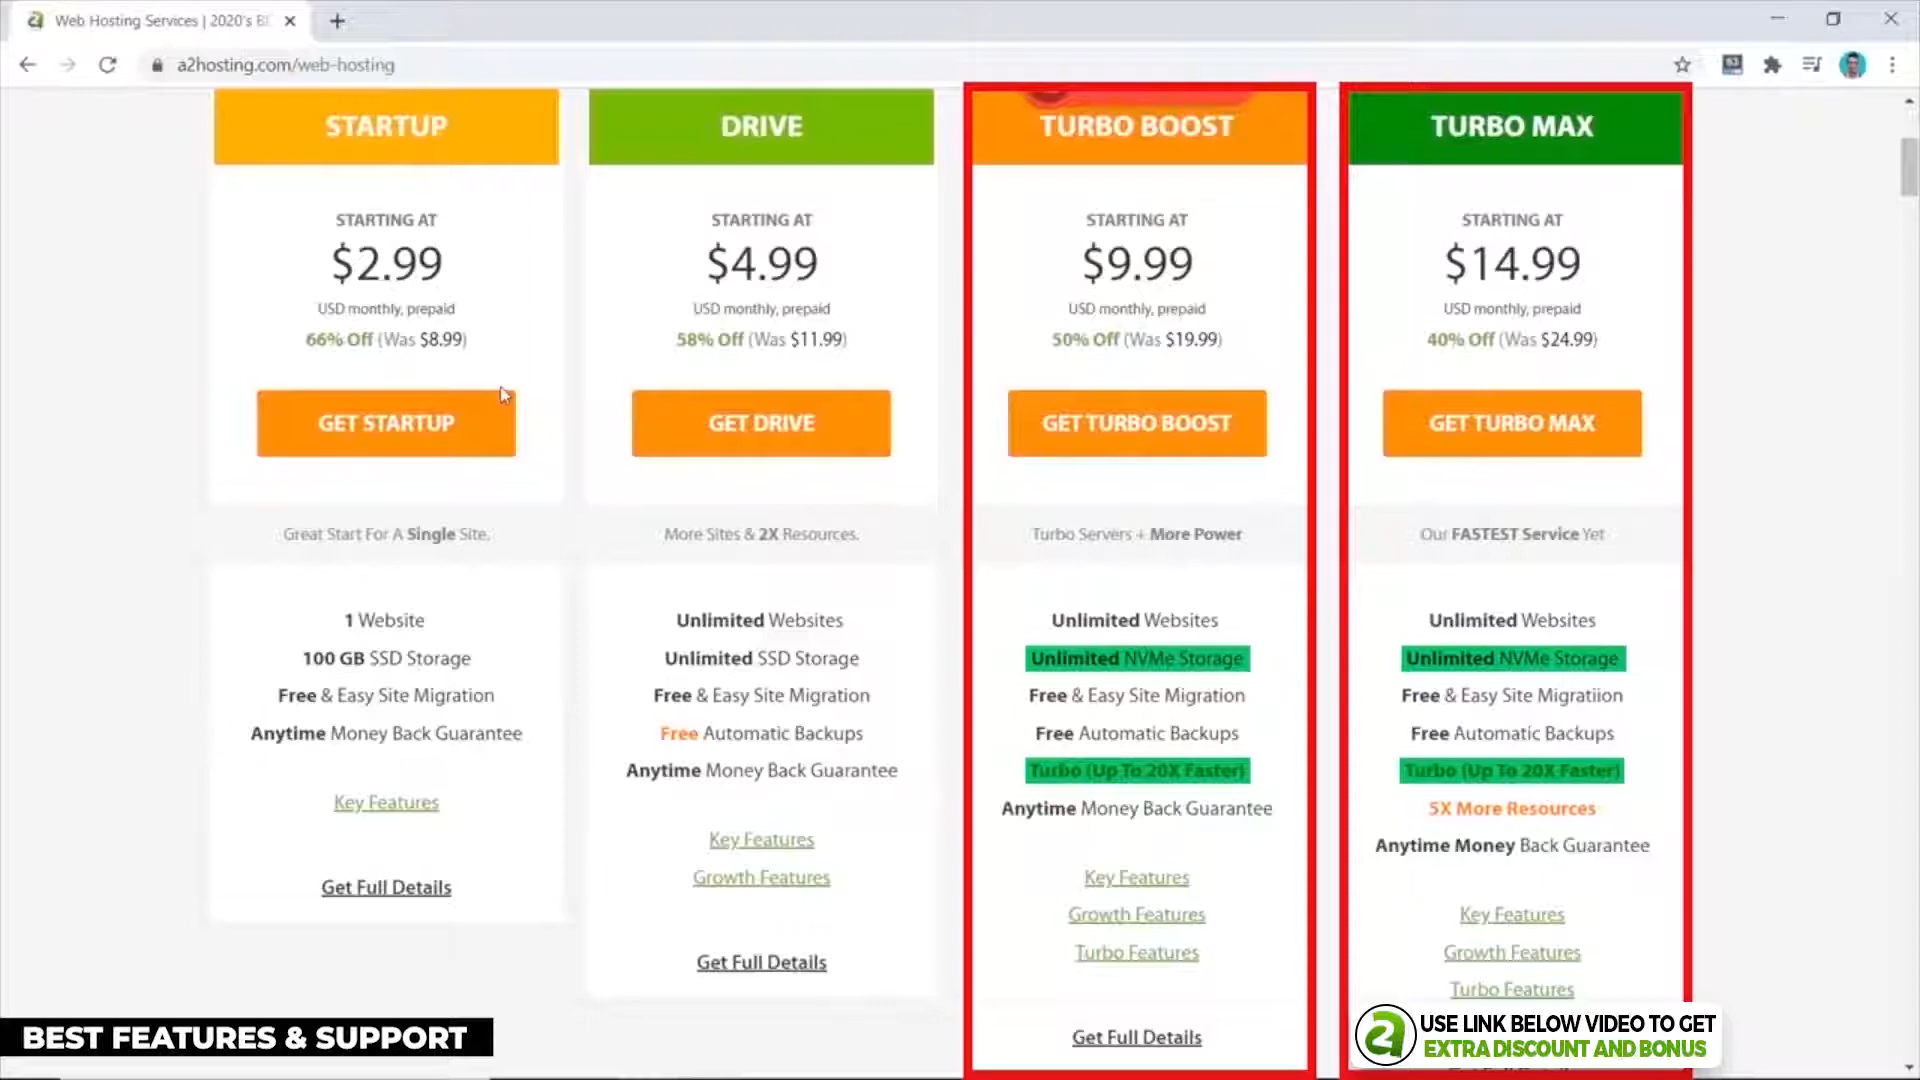 Web Hosting Services | 2020's B
a2hosting.com/web-hosting
STARTUP
STARTING AT
$2.99
USD monthly, prepaid
66% Off (Was $8.99)
GET STARTUP
Great Start For A Single Site.
1 Website
100 GB SSD Storage
Free & Easy Site Migration
Anytime Money Back Guarantee
Key Features
Get Full Details
DRIVE
STARTING AT
$4.99
USD monthly, prepaid
58% Off (Was $11.99)
GET DRIVE
More Sites & 2X Resources.
Unlimited Websites
Unlimited SSD Storage
Free & Easy Site Migration
Free Automatic Backups
Anytime Money Back Guarantee
Key Features
Growth Features
Get Full Details
TURBO BOOST
STARTING AT
$9.99
USD monthly, prepaid
50% Off (Was $19.99)
GET TURBO BOOST
Turbo Servers + More Power
Unlimited Websites
Unlimited NVMe Storage
Free & Easy Site Migration
Free Automatic Backups
Turbo (Up To 20X Faster)
Anytime Money Back Guarantee
Key Features
Growth Features
Turbo Features
Get Full Details
TURBO MAX
STARTING AT
$14.99
USD monthly, prepaid
40% Off (Was $24.99)
GET TURBO MAX
Our FASTEST Service Yet
Unlimited Websites
Unlimited NVMe Storage
Free & Easy Site Migratiion
Free Automatic Backups
Turbo (Up To 20X Faster)
5X More Resources
Anytime Money Back Guarantee
Key Features
Growth Features
Turbo Features
BEST FEATURES & SUPPORT
USE LINK BELOW VIDEO TO GET
EXTRA DISCOUNT AND BONUS